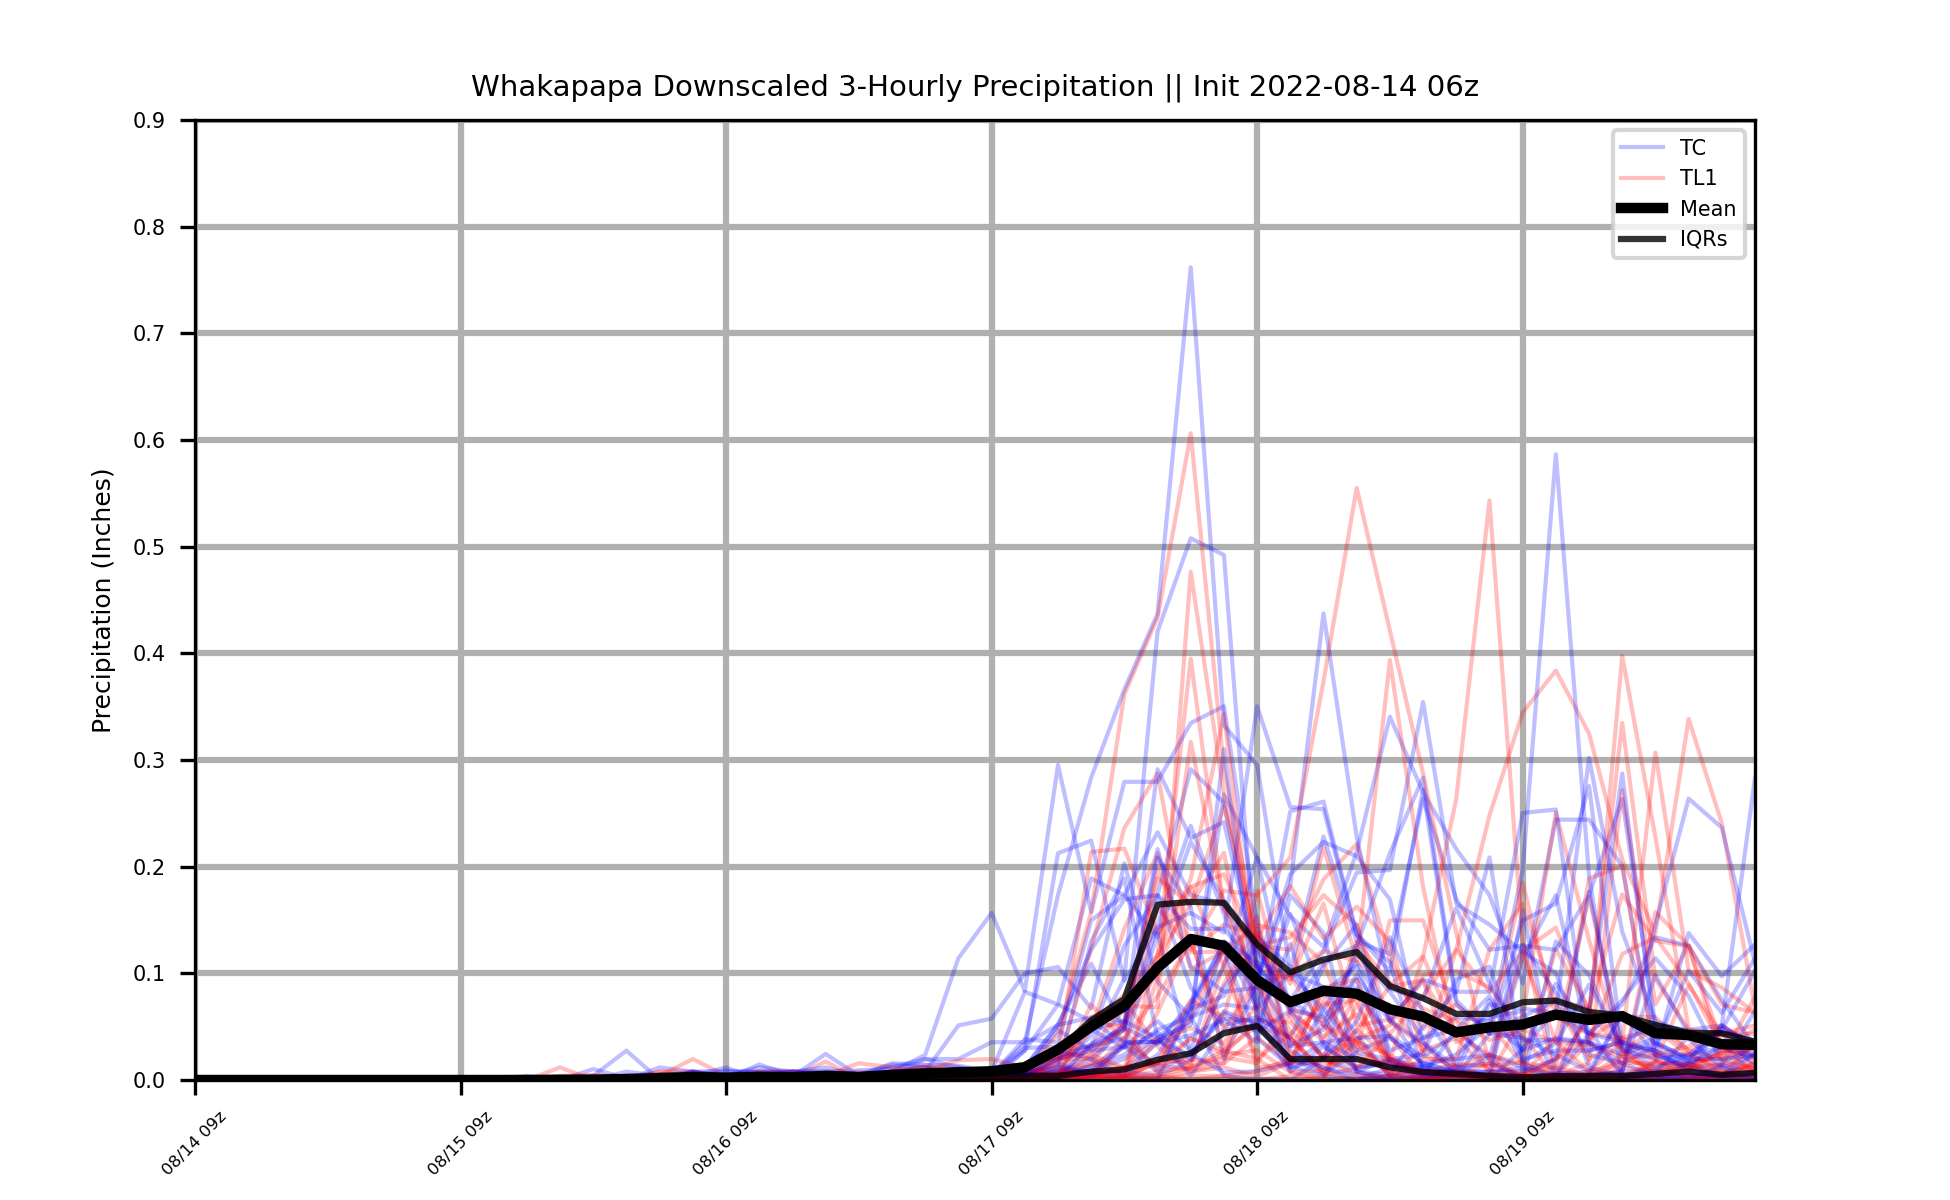 Whakapapa Downscaled 3-Hourly Precipitation || Init 2022-08-14 06z
Precipitation (Inches)
0.9
0.8
0.7
0.6
0.5
0.4
0.3
0.2
0.1
0.0
TC
TL1
Mean
IQRs
08/14 09z
08/15 09z
08/16 09z
08/17 09z
08/18 09z
08/19 09z